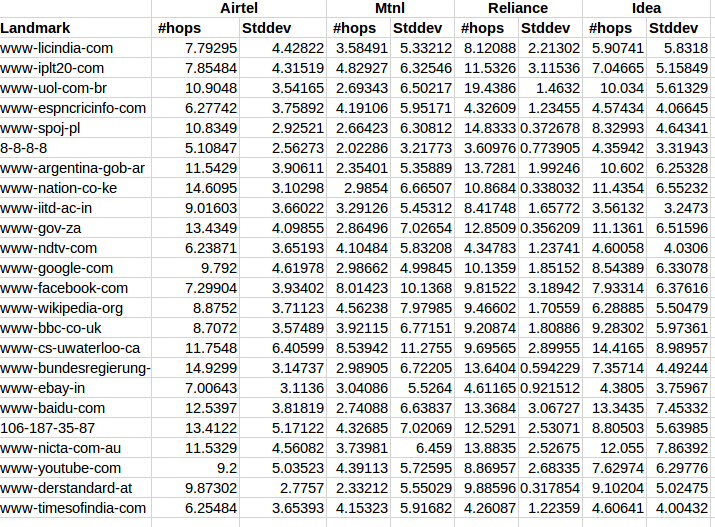 Airtel Mtnl Reliance Idea
Landmark #hops Stddev #hops Stddev #hops Stddev #hops Stddev
www-licindia-com 7.79295 4.42822 3.58491 5.33212 8.12088 2.21302 5.90741 5.8318
www-iplt20-com 7.85484 4.31519 4.82927 6.32546 11.5326 3.11536 7.04665 5.15849
www-uol-com-br 10.9048 3.54165 2.69343 6.50217 19.4386 1.4632 10.034 5.61329
www-espncricinfo-com 6.27742 3.75892 4.19106 5.95171 4.32609 1.23455 4.57434 4.06645
www-spoj-pl 10.8349 2.92521 2.66423 6.30812 14.8333 0.372678 8.32993 4.64341
8-8-8-8 5.10847 2.56273 2.02286 3.21773 3.60976 0.773905 4.35942 3.31943
www-argentina-gob-ar 11.5429 3.90611 2.35401 5.35889 13.7281 1.99246 10.602 6.25328
www-nation-co-ke 14.6095 3.10298 2.9854 6.66507 10.8684 0.338032 11.4354 6.55232
www-iitd-ac-in 9.01603 3.66022 3.29126 5.45312 8.41748 1.65772 3.56132 3.2473
www-gov-za 13.4349 4.09855 2.86496 7.02654 12.8509 0.356209 11.1361 6.51596
www-ndtv-com 6.23871 3.65193 4.10484 5.83208 4.34783 1.23741 4.60058 4.0306
www-google-com 9.792 4.61978 2.98662 4.99845 10.1359 1.85152 8.54389 6.33078
www-facebook-com 7.29904 3.93402 8.01423 10.1368 9.81522 3.18942 7.93314 6.37616
www-wikipedia-org 8.8752 3.71123 4.56238 7.97985 9.46602 1.70559 6.28885 5.50479
www-bbc-co-uk 8.7072 3.57489 3.92115 6.77151 9.20874 1.80886 9.28302 5.97361
www-cs-uwaterloo-ca 11.7548 6.40599 8.53942 11.2755 9.69565 2.89955 14.4165 8.98957
www-bundesregierung- 14.9299 3.14737 2.98905 6.72205 13.6404 0.594229 7.35714 4.49244
www-ebay-in 7.00643 3.1136 3.04086 5.5264 4.61165 0.921512 4.3805 3.75967
www-baidu-com 12.5397 3.81819 2.74088 6.63837 13.3684 3.06727 13.3435 7.45332
106-187-35-87 13.4122 5.17122 4.32685 7.02069 12.5291 2.53071 8.80503 5.63985
www-nicta-com-au 11.5329 4.56082 3.73981 6.459 13.8835 2.52675 12.055 7.86392
www-youtube-com 9.2 5.03523 4.39113 5.72595 8.86957 2.68335 7.62974 6.29776
www-derstandard-at 9.87302 2.7757 2.33212 5.55029 9.88596 0.317854 9.10204 5.02475
www-timesofindia-com 6.25484 3.65393 4.15323 5.91682 4.26087 1.22359 4.60641 4.00432